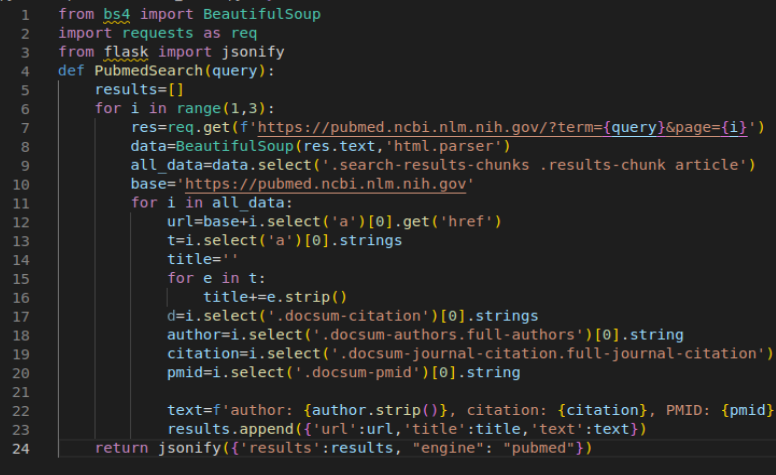 1 from bs4 import BeautifulSoup
2 import requests as req
3 from flask import jsonify
4 def PubmedSearch(query):
5     results=[]
6     for i in range(1,3):
7         res=req.get(f'https://pubmed.ncbi.nlm.nih.gov/?term={query}&page={i}')
8         data=BeautifulSoup(res.text,'html.parser')
9         all_data=data.select('.search-results-chunks .results-chunk article')
10         base='https://pubmed.ncbi.nlm.nih.gov'
11         for i in all_data:
12             url=base+i.select('a')[0].get('href')
13             t=i.select('a')[0].strings
14             title=''
15             for e in t:
16                 title+=e.strip()
17             d=i.select('.docsum-citation')[0].strings
18             author=i.select('.docsum-authors.full-authors')[0].string
19             citation=i.select('.docsum-journal-citation.full-journal-citation')
20             pmid=i.select('.docsum-pmid')[0].string
21
22             text=f'author: {author.strip()}, citation: {citation}, PMID: {pmid}
23             results.append({'url':url,'title':title,'text':text})
24     return jsonify({'results':results, "engine": "pubmed"})